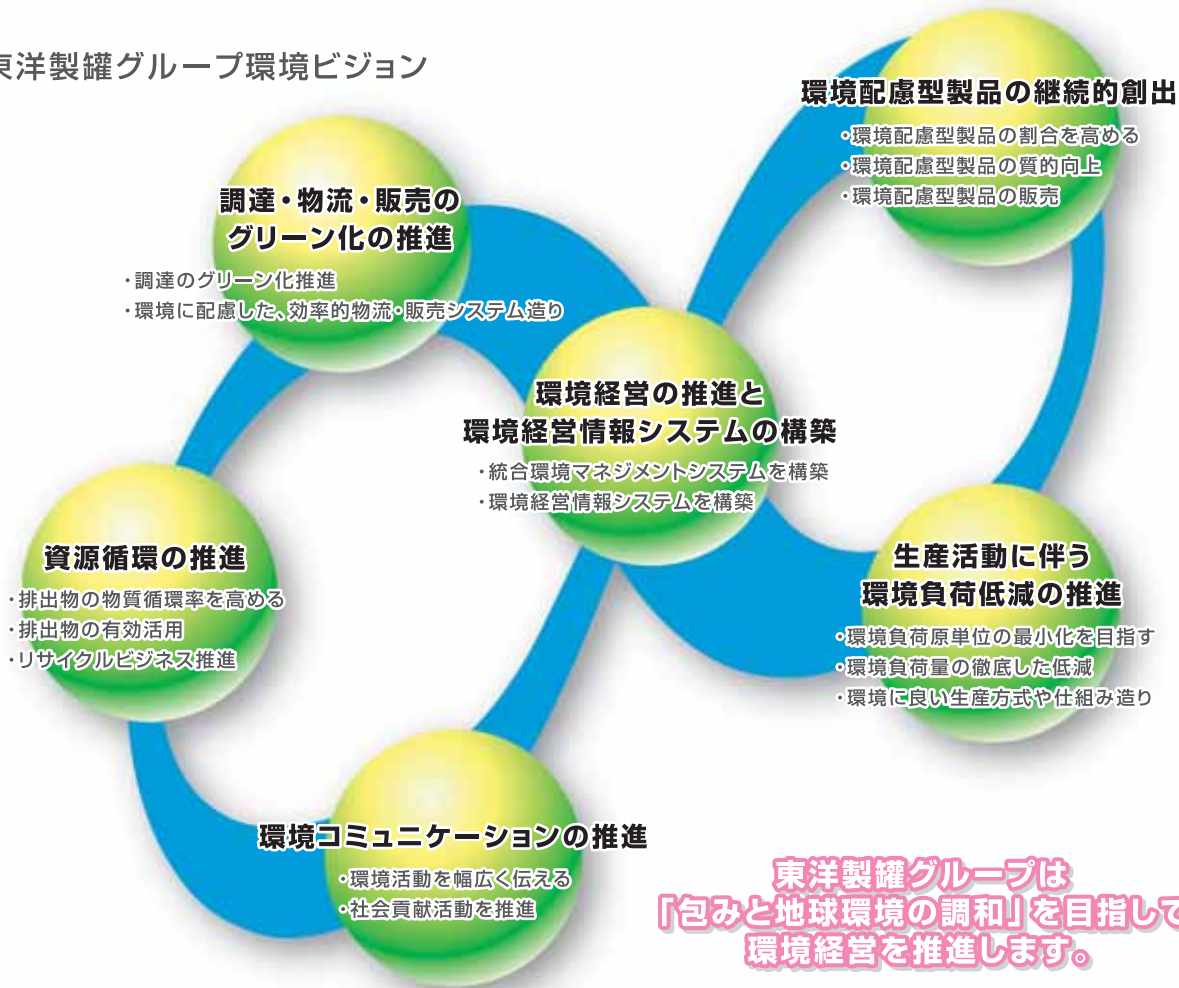 東洋製罐グループ環境ビジョン
環境配慮型製品の継続的創出
・環境配慮型製品の割合を高める
・環境配慮型製品の質的向上
・環境配慮型製品の販売
調達・物流・販売の
グリーン化の推進
・調達のグリーン化推進
・環境に配慮した、効率的物流・販売システム造り
環境経営の推進と
環境経営情報システムの構築
・統合環境マネジメントシステムを構築
・環境経営情報システムを構築
資源循環の推進
・排出物の物質循環率を高める
・排出物の有効活用
・リサイクルビジネス推進
生産活動に伴う
環境負荷低減の推進
・環境負荷原単位の最小化を目指す
・環境負荷量の徹底した低減
・環境に良い生産方式や仕組み造り
環境コミュニケーションの推進
・環境活動を幅広く伝える
・社会貢献活動を推進
東洋製罐グループは
「包みと地球環境の調和」を目指して
環境経営を推進します。